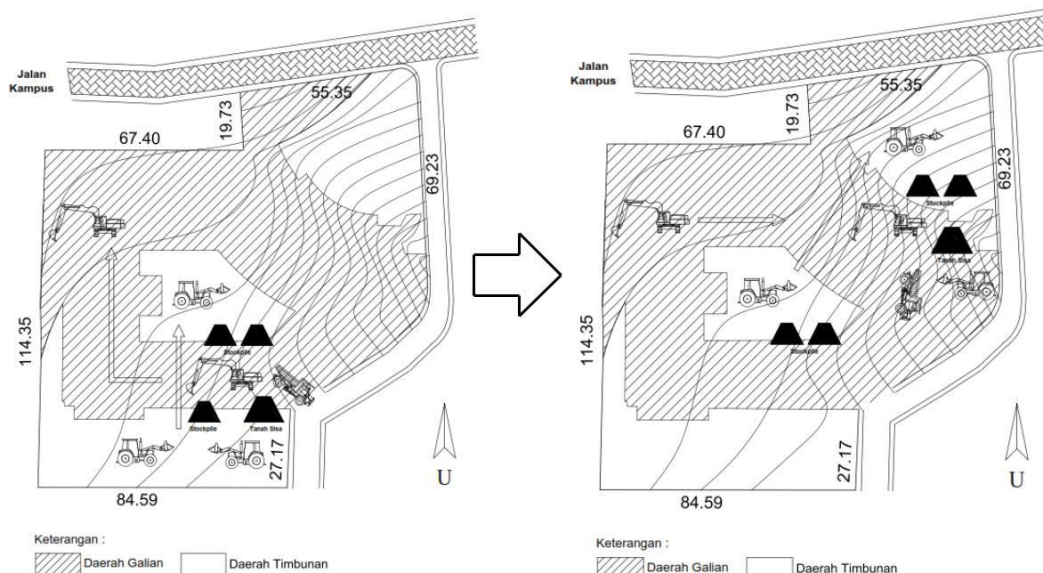 Jalan
Kampus
55.35
19.73
67.40
69.23
114.35
Stockpile
Stockpile
Tanah Sisa
27.17
84.59
U
Keterangan :
Daerah Galian
Daerah Timbunan
Jalan
Kampus
55.35
19.73
67.40
69.23
Stockpile
Tanah Sisa
114.35
Stockpile
27.17
84.59
U
Keterangan :
Daerah Galian
Daerah Timbunan